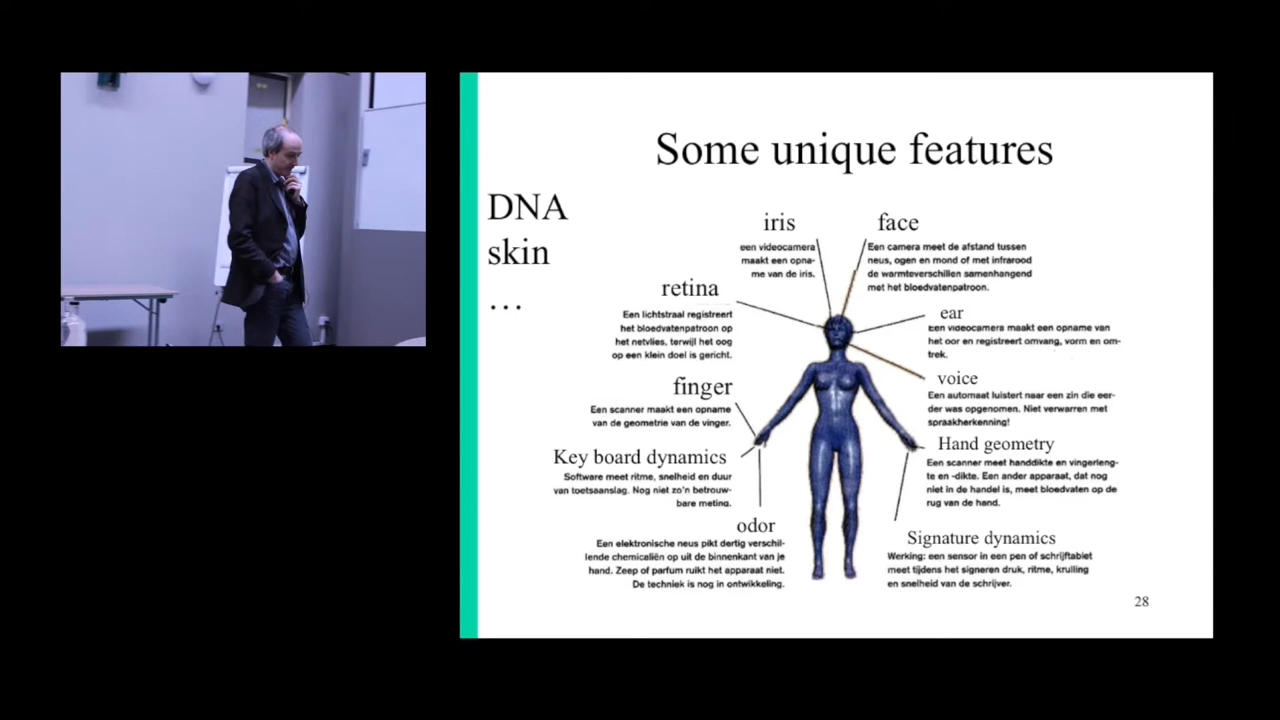 Some unique features
DNA
skin
…
iris
een videocamera
maakt een opna-
me van de iris.
face
Een camera meet de afstand tussen
neus, ogen en mond of met infrarood
de warmteverschillen samenhangend
met het bloedvatenpatroon.
retina
Een lichtstraal registreert
het bloedvatenpatroon op
het netvlies, terwijl het oog
op een klein doel is gericht.
ear
Een videocamera maakt een opname van
het oor en registreert omvang, vorm en om-
trek.
finger
Een scanner maakt een opname
van de geometrie van de vinger.
voice
Een automaat luistert naar een zin die eer-
der was opgenomen. Niet verwarren met
spraakherkenning!
Key board dynamics
Software meet ritme, snelheid en duur
van toetsaanslag. Nog niet zo'n betrouw-
bare meting.
Hand geometry
Een scanner meet handdikte en vingerleng-
te en -dikte. Een ander apparaat, dat nog
niet in de handel is, meet bloedvaten op de
rug van de hand.
odor
Een elektronische neus pikt dertig verschil-
lende chemicaliën op uit de binnenkant van je
hand. Zeep of parfum ruikt het apparaat niet.
De techniek is nog in ontwikkeling.
Signature dynamics
Werking: een sensor in een pen of schrijftablet
meet tijdens het signeren druk, ritme, krulling
en snelheid van de schrijver.
28